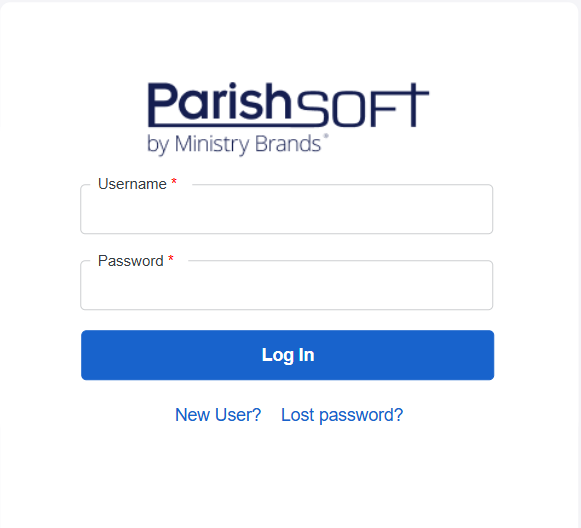 ParishSOFT
by Ministry Brands®
Username *
Password *
Log In
New User? Lost password?